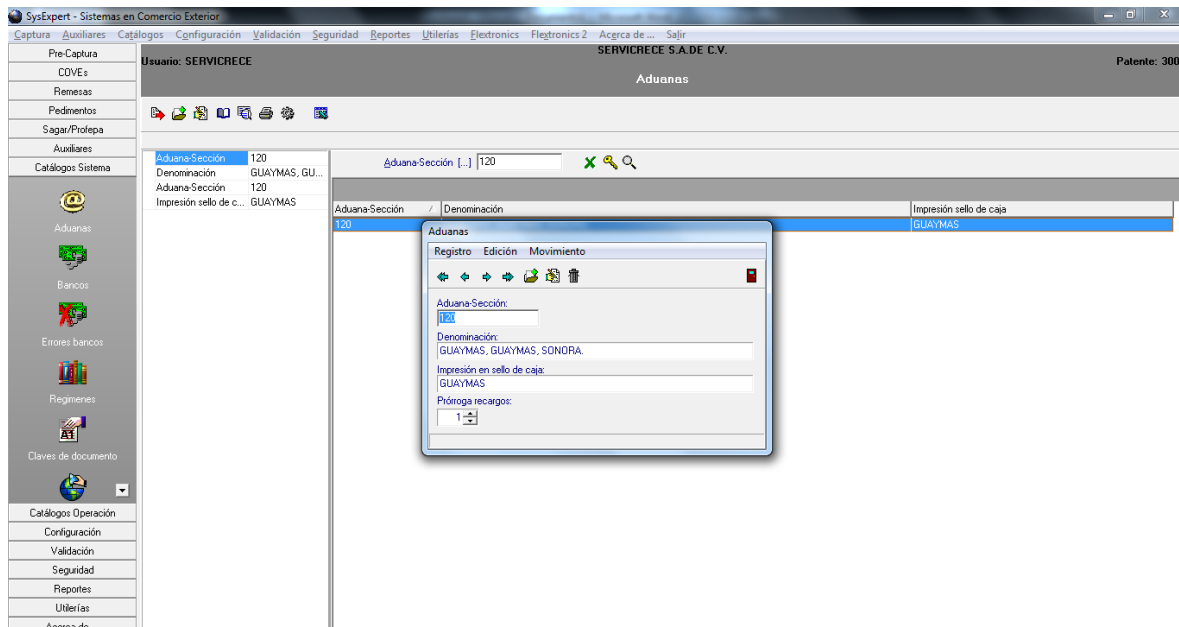 SysExpert - Sistemas en Comercio Exterior
Captura Auxiliares Catálogos Configuración Validación Seguridad Reportes Utilerías Flextronics Flextronics 2 Acerca de ... Salir
SERVICRECE S.A.DE C.V.
Usuario: SERVICRECE
Patente: 300
Aduanas
Pre-Captura
COVEs
Remesas
Pedimentos
Sagar/Profepa
Auxiliares
Catálogos Sistema
Aduanas
Bancos
Errores bancos
Regimenes
Claves de documento
Catálogos Operación
Configuración
Validación
Seguridad
Reportes
Utilerías
Acerca de
Aduana-Sección 120
Denominación GUAYMAS, GU...
Aduana-Sección 120
Impresión sello de c... GUAYMAS
Aduana-Sección [...] 120
Aduana-Sección / Denominación Impresión sello de caja
120 GUAYMAS
Aduanas
Registro Edición Movimiento
Aduana-Sección:
120
Denominación:
GUAYMAS, GUAYMAS, SONORA.
Impresión en sello de caja:
GUAYMAS
Prórroga recargos:
1